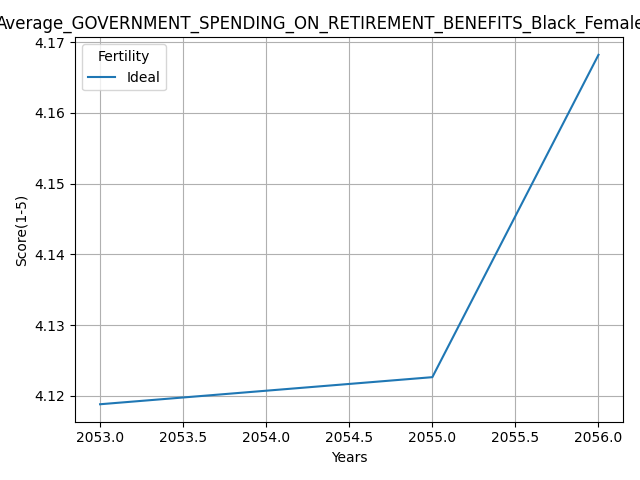 Average_GOVERNMENT_SPENDING_ON_RETIREMENT_BENEFITS_Black_Female
Fertility
Ideal
4.17
4.16
4.15
4.14
4.13
4.12
Score(1-5)
2053.0 2053.5 2054.0 2054.5 2055.0 2055.5 2056.0
Years